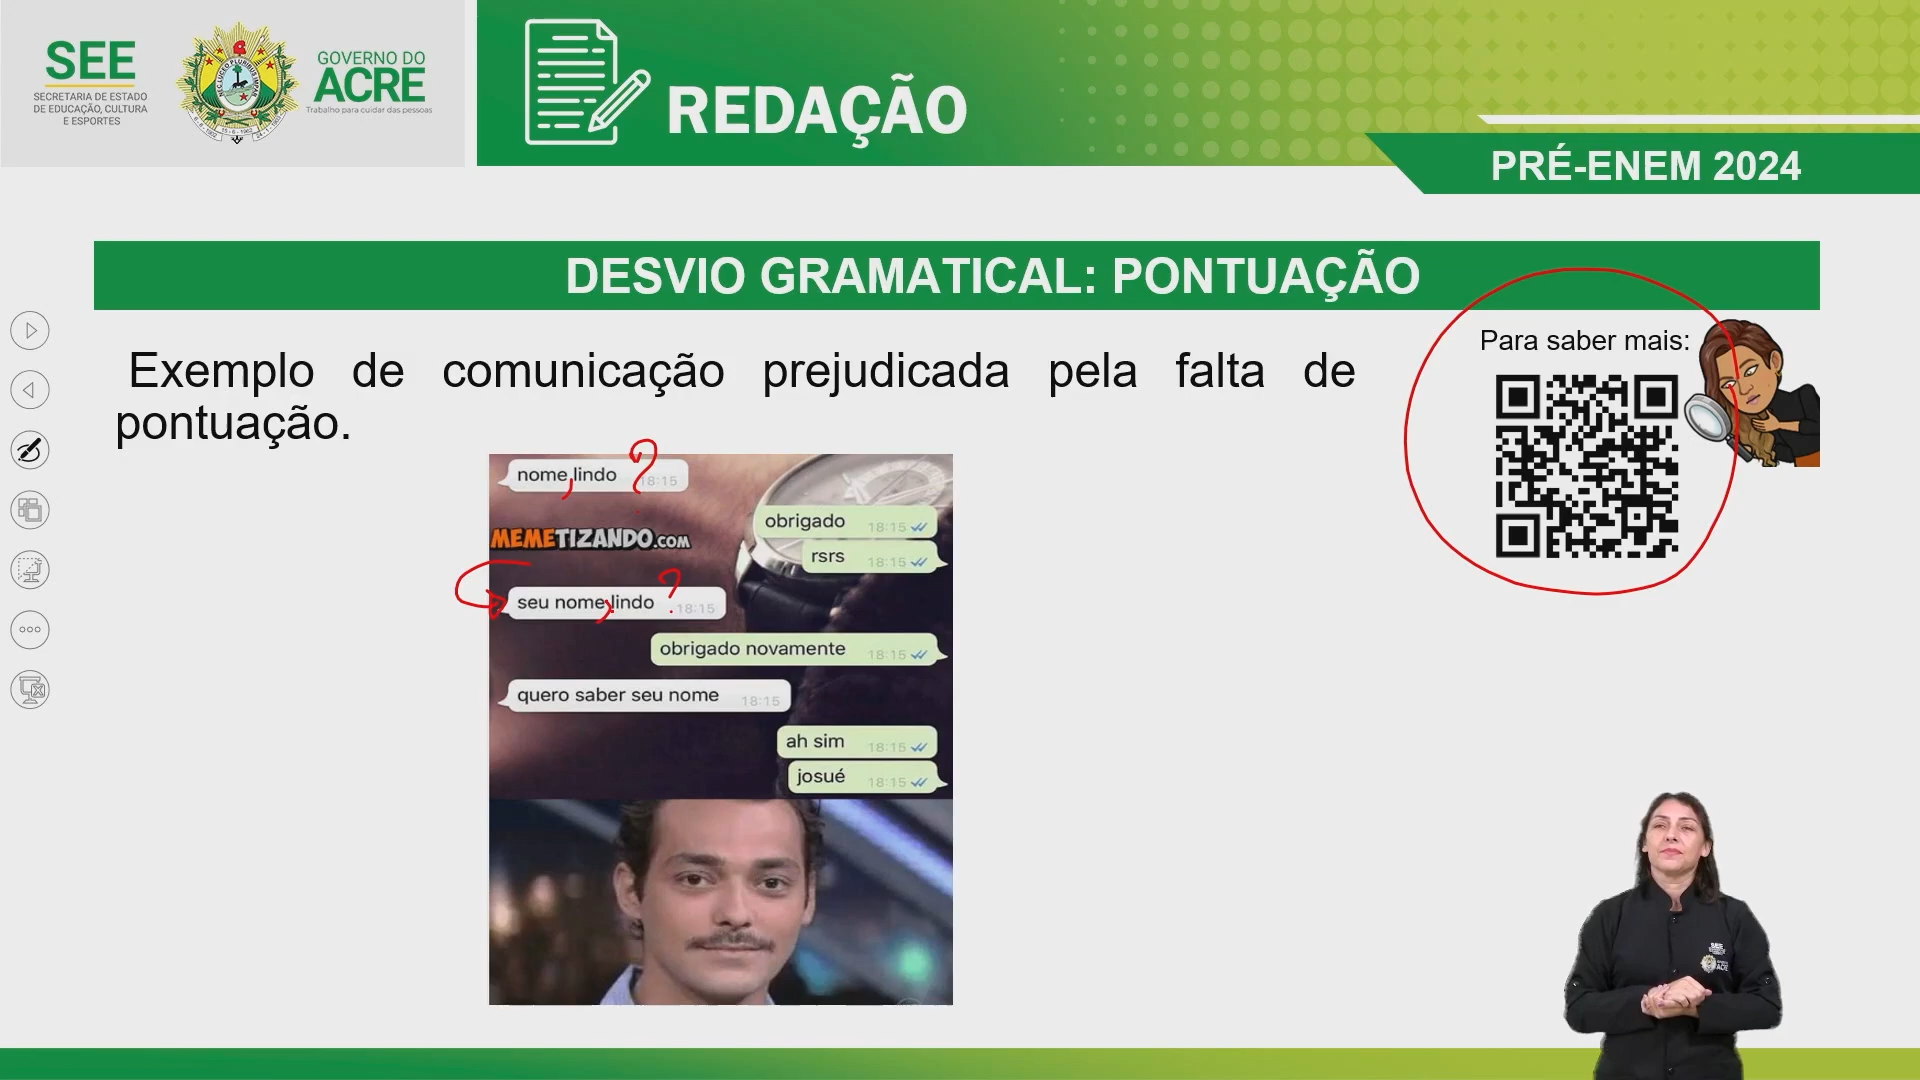 SEE
SECRETARIA DE ESTADO
DE EDUCAÇÃO, CULTURA
E ESPORTES
GOVERNO DO
ACRE
Trabalho para cuidar das pessoas
REDAÇÃO
PRÉ-ENEM 2024
DESVIO GRAMATICAL: PONTUAÇÃO
Exemplo de comunicação prejudicada pela falta de
pontuação.
Para saber mais:
nome,lindo ? 18:15
obrigado 18:15
MEMETIZANDO.COM
rsrs 18:15
seu nome,lindo ? 18:15
obrigado novamente 18:15
quero saber seu nome 18:15
ah sim 18:15
josué 18:15